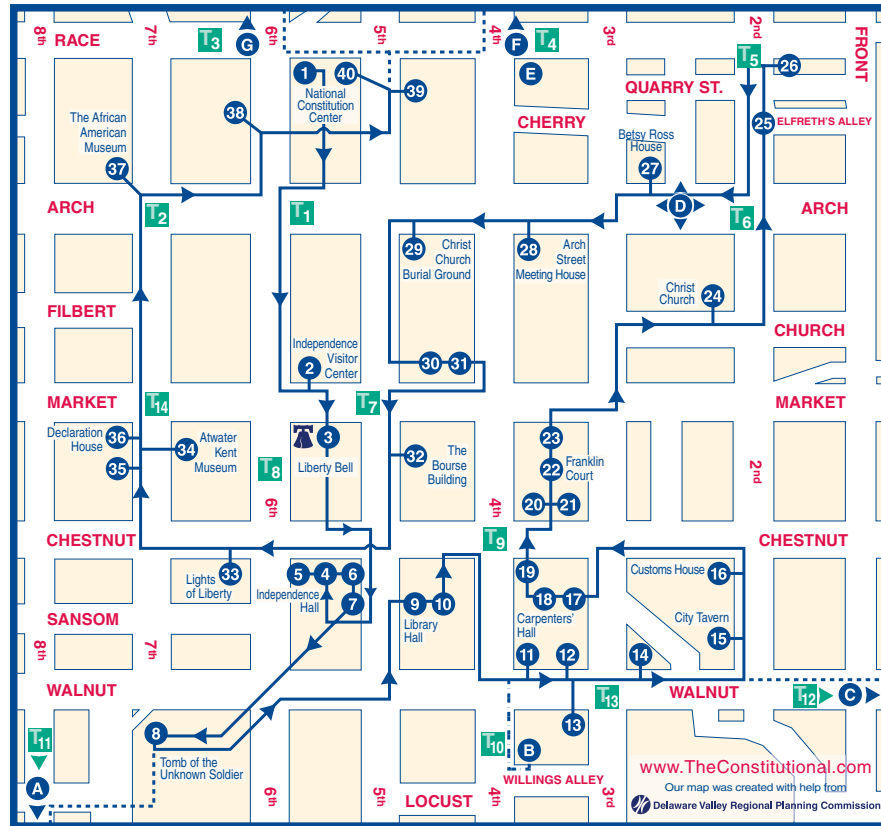 8th
RACE
7th
T3
G
6th
5th
4th
F
T4
3rd
2nd
T5
FRONT
1
40
39
E
26
QUARRY ST.
National
Constitution
Center
38
The African
American
Museum
37
CHERRY
25
ELFRETH'S ALLEY
Betsy Ross
House
27
ARCH
T2
T1
D
T6
ARCH
29
Christ
Church
Burial Ground
28
Arch
Street
Meeting House
Christ
Church
24
FILBERT
CHURCH
Independence
Visitor
Center
2
30
31
MARKET
T14
T7
MARKET
Declaration
House
36
35
34
Atwater
Kent
Museum
T8
3
Liberty Bell
32
The
Bourse
Building
23
22
Franklin
Court
20
21
6th
4th
2nd
CHESTNUT
T9
CHESTNUT
33
Lights
of Liberty
5
4
6
Independence
Hall
7
9
10
Library
Hall
19
18
17
Carpenters'
Hall
Customs House
16
City Tavern
15
SANSOM
8th
7th
6th
5th
4th
3rd
11
12
14
WALNUT
WALNUT
T13
T12
C
T11
A
8
Tomb of the
Unknown Soldier
T10
B
13
WILLINGS ALLEY
6th
5th
LOCUST
4th
3rd
www.TheConstitutional.com
Our map was created with help from
Delaware Valley Regional Planning Commission